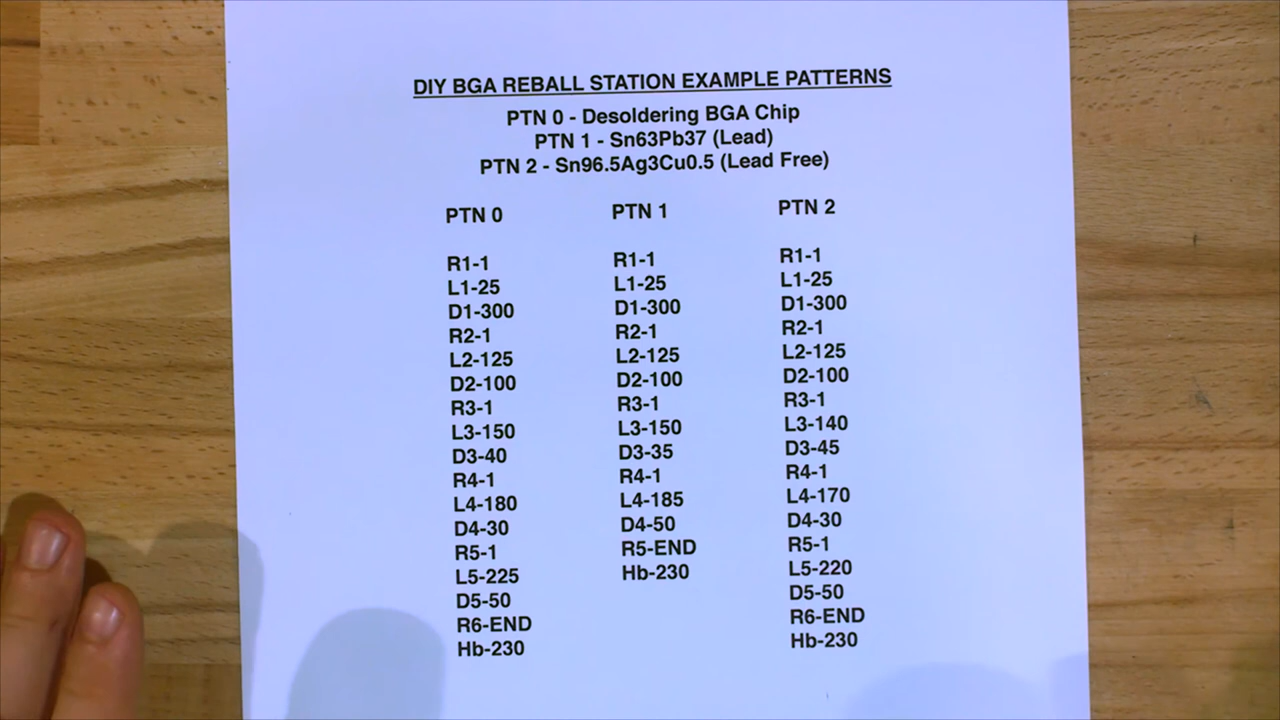 DIY BGA REBALL STATION EXAMPLE PATTERNS
PTN 0 - Desoldering BGA Chip
PTN 1 - Sn63Pb37 (Lead)
PTN 2 - Sn96.5Ag3Cu0.5 (Lead Free)
PTN 0 PTN 1 PTN 2
R1-1 R1-1 R1-1
L1-25 L1-25 L1-25
D1-300 D1-300 D1-300
R2-1 R2-1 R2-1
L2-125 L2-125 L2-125
D2-100 D2-100 D2-100
R3-1 R3-1 R3-1
L3-150 L3-150 L3-140
D3-40 D3-35 D3-45
R4-1 R4-1 R4-1
L4-180 L4-185 L4-170
D4-30 D4-50 D4-30
R5-1 R5-END R5-1
L5-225 Hb-230 L5-220
D5-50 D5-50
R6-END R6-END
Hb-230 Hb-230